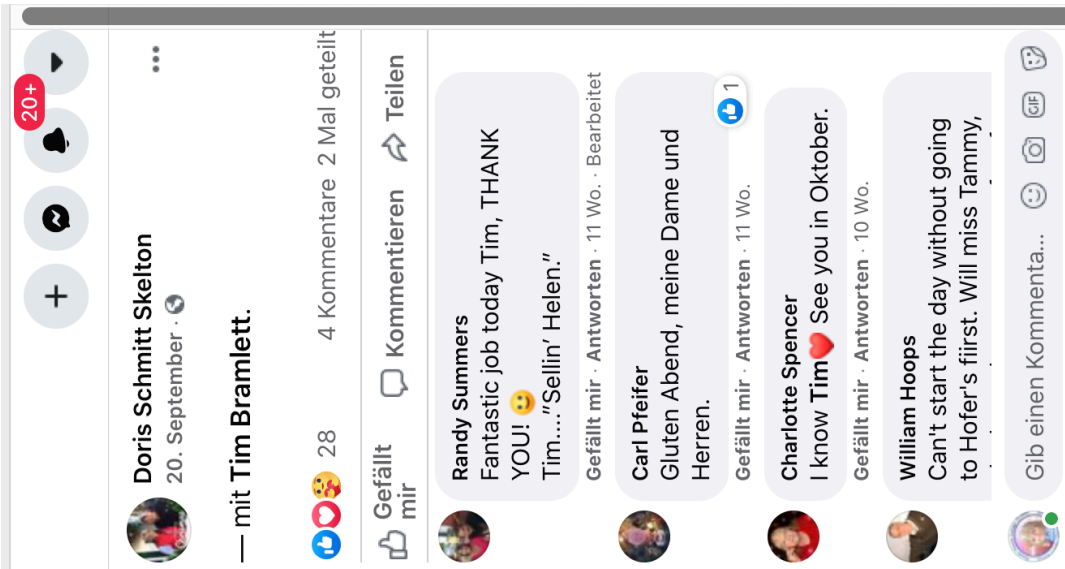 20+
Doris Schmitt Skelton
20. September ·
— mit Tim Bramlett.
28
4 Kommentare 2 Mal geteilt
Gefällt
mir
Kommentieren
Teilen
Randy Summers
Fantastic job today Tim, THANK
YOU! 🙂
Tim...."Sellin' Helen."
Gefällt mir · Antworten · 11 Wo. · Bearbeitet
Carl Pfeifer
Gluten Abend, meine Dame und
Herren.
1
Gefällt mir · Antworten · 11 Wo.
Charlotte Spencer
I know Tim❤️ See you in Oktober.
Gefällt mir · Antworten · 10 Wo.
William Hoops
Can't start the day without going
to Hofer's fiirst. Will miss Tammy,
Gib einen Kommenta...
GIF